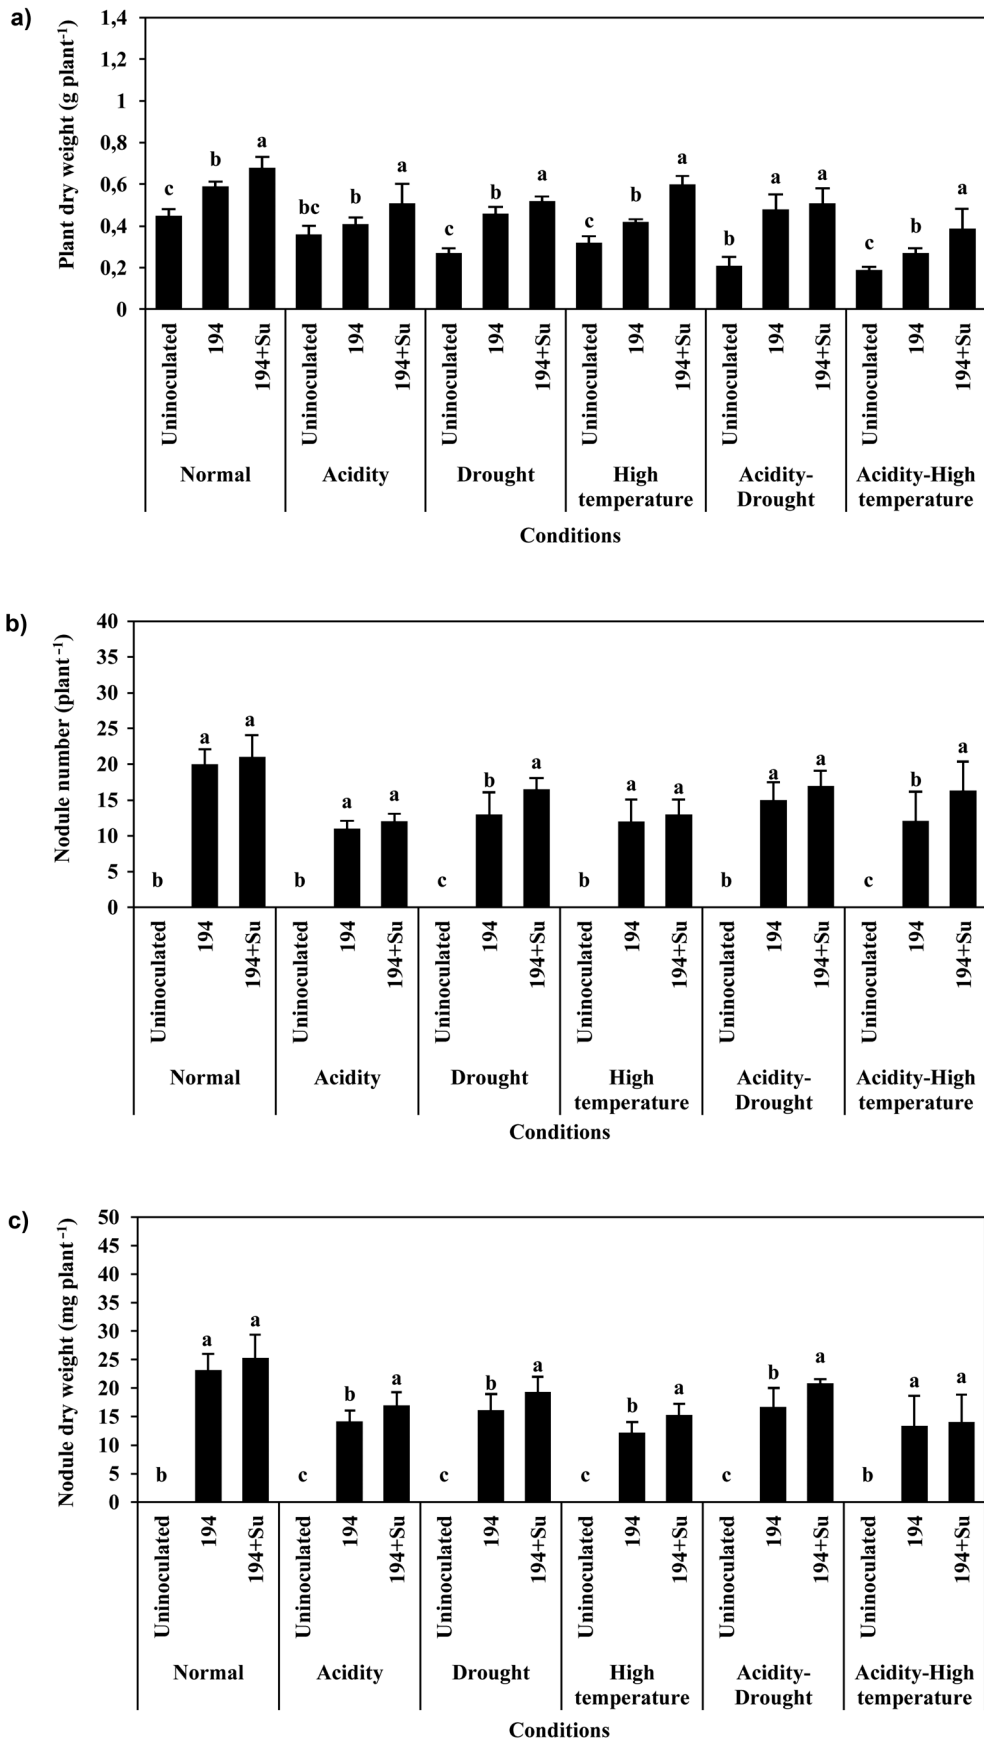 a)
Plant dry weight (g plant⁻¹)
1,4
1,2
1
0,8
0,6
0,4
0,2
0
c b a bc b a c b a c b a b a a c b a
Uninoculated 194 194+Su Uninoculated 194 194+Su Uninoculated 194 194+Su Uninoculated 194 194+Su Uninoculated 194 194+Su Uninoculated 194 194+Su
Normal Acidity Drought High temperature Acidity-Drought Acidity-High temperature
Conditions
b)
Nodule number (plant⁻¹)
40
35
30
25
20
15
10
5
0
b a a b a a c b a b a a b a a c b a
Uninoculated 194 194+Su Uninoculated 194 194+Su Uninoculated 194 194+Su Uninoculated 194 194+Su Uninoculated 194 194+Su Uninoculated 194 194+Su
Normal Acidity Drought High temperature Acidity-Drought Acidity-High temperature
Conditions
c)
Nodule dry weight (mg plant⁻¹)
50
45
40
35
30
25
20
15
10
5
0
b a a c b a c b a c b a c b a b a a
Uninoculated 194 194+Su Uninoculated 194 194+Su Uninoculated 194 194+Su Uninoculated 194 194+Su Uninoculated 194 194+Su Uninoculated 194 194+Su
Normal Acidity Drought High temperature Acidity-Drought Acidity-High temperature
Conditions